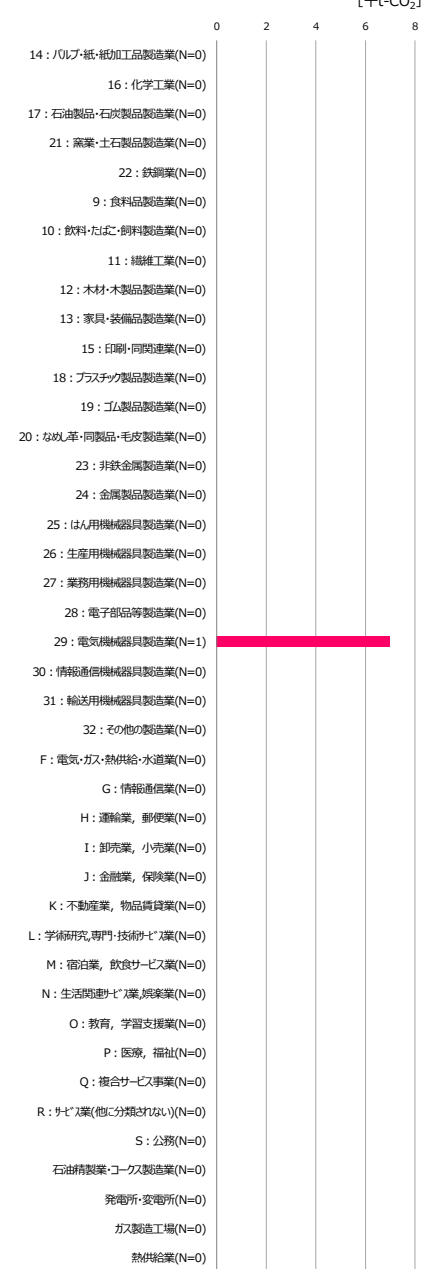 [千t-CO2]
0 2 4 6 8
14：パルプ・紙・紙加工品製造業(N=0)
16：化学工業(N=0)
17：石油製品・石炭製品製造業(N=0)
21：窯業・土石製品製造業(N=0)
22：鉄鋼業(N=0)
9：食料品製造業(N=0)
10：飲料・たばこ・飼料製造業(N=0)
11：繊維工業(N=0)
12：木材・木製品製造業(N=0)
13：家具・装備品製造業(N=0)
15：印刷・同関連業(N=0)
18：プラスチック製品製造業(N=0)
19：ゴム製品製造業(N=0)
20：なめし革・同製品・毛皮製造業(N=0)
23：非鉄金属製造業(N=0)
24：金属製品製造業(N=0)
25：はん用機械器具製造業(N=0)
26：生産用機械器具製造業(N=0)
27：業務用機械器具製造業(N=0)
28：電子部品等製造業(N=0)
29：電気機械器具製造業(N=1)
30：情報通信機械器具製造業(N=0)
31：輸送用機械器具製造業(N=0)
32：その他の製造業(N=0)
F：電気・ガス・熱供給・水道業(N=0)
G：情報通信業(N=0)
H：運輸業，郵便業(N=0)
I：卸売業，小売業(N=0)
J：金融業，保険業(N=0)
K：不動産業，物品賃貸業(N=0)
L：学術研究,専門・技術ｻｰﾋﾞｽ業(N=0)
M：宿泊業，飲食サービス業(N=0)
N：生活関連ｻｰﾋﾞｽ業,娯楽業(N=0)
O：教育，学習支援業(N=0)
P：医療，福祉(N=0)
Q：複合サービス事業(N=0)
R：ｻｰﾋﾞｽ業(他に分類されない)(N=0)
S：公務(N=0)
石油精製業・コークス製造業(N=0)
発電所・変電所(N=0)
ガス製造工場(N=0)
熱供給業(N=0)